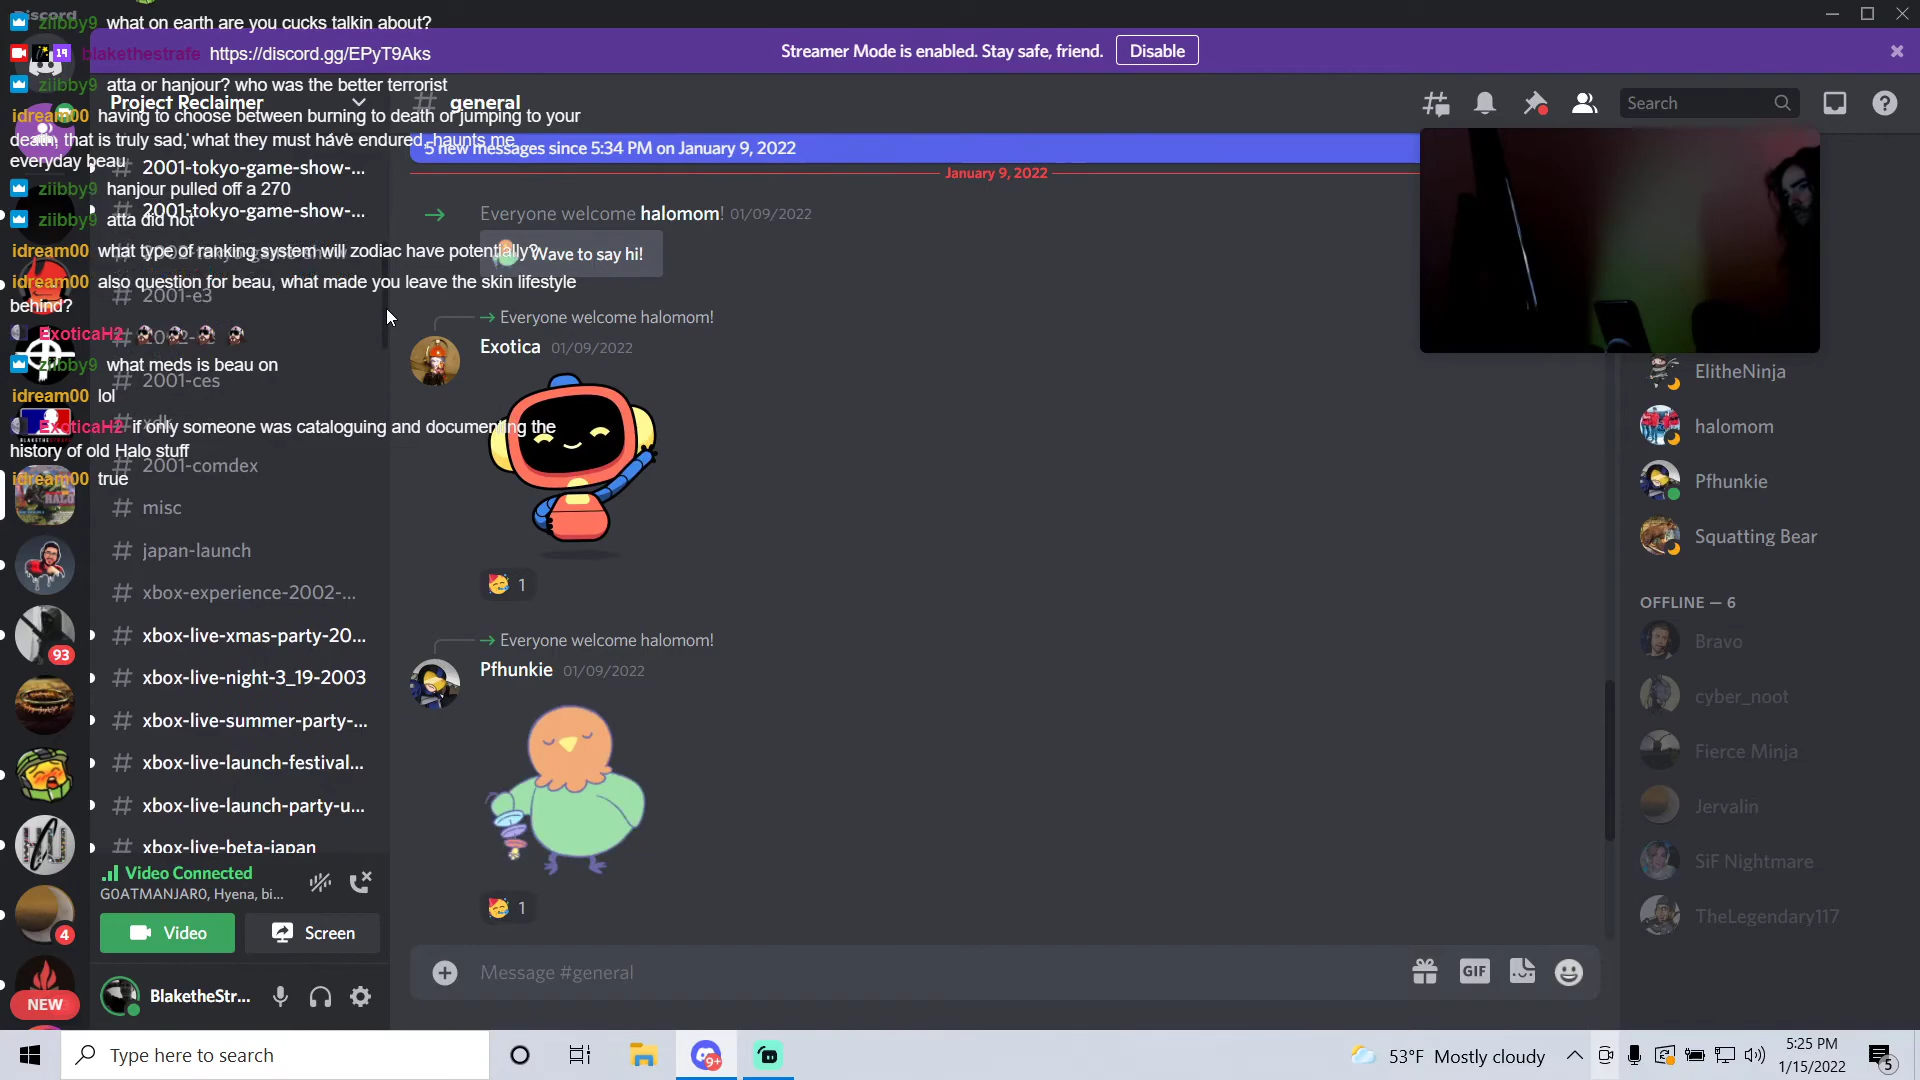 Discord
ziibby9 what on earth are you cucks talkin about?
19 blakethestrafe https://discord.gg/EPyT9Aks
Streamer Mode is enabled. Stay safe, friend. Disable
ziibby9 atta or hanjour? who was the better terrorist
Project Reclaimer
general
Search
idream00 having to choose between burning to death or jumping to your
death, that is truly sad, what they must have endured, haunts me
everyday beau
5 new messages since 5:34 PM on January 9, 2022
2001-tokyo-game-show-...
January 9, 2022
ziibby9 hanjour pulled off a 270
2001-tokyo-game-show-...
ziibby9 atta did not
Everyone welcome halomom! 01/09/2022
idream00 what type of ranking system will zodiac have potentially?
2002-tokyo-game-show
Wave to say hi!
idream00 also question for beau, what made you leave the skin lifestyle
behind?
2001-e3
Everyone welcome halomom!
ExoticaH2
Exotica 01/09/2022
ziibby9 what meds is beau on
2001-ces
idream00 lol
xdk
ExoticaH2 if only someone was cataloguing and documenting the
history of old Halo stuff
2001-comdex
idream00 true
misc
japan-launch
xbox-experience-2002-...
1
xbox-live-xmas-party-20...
Everyone welcome halomom!
93
xbox-live-night-3_19-2003
Pfhunkie 01/09/2022
xbox-live-summer-party-...
xbox-live-launch-festival...
xbox-live-launch-party-u...
xbox-live-beta-japan
1
ElitheNinja
halomom
Pfhunkie
Squatting Bear
OFFLINE — 6
Bravo
cyber_noot
Fierce Minja
Jervalin
SiF Nightmare
TheLegendary117
Video Connected
G0ATMANJAR0, Hyena, bi...
Video
Screen
4
Message #general
GIF
BlaketheStr...
NEW
Type here to search
9+
53°F Mostly cloudy
5:25 PM
1/15/2022
5